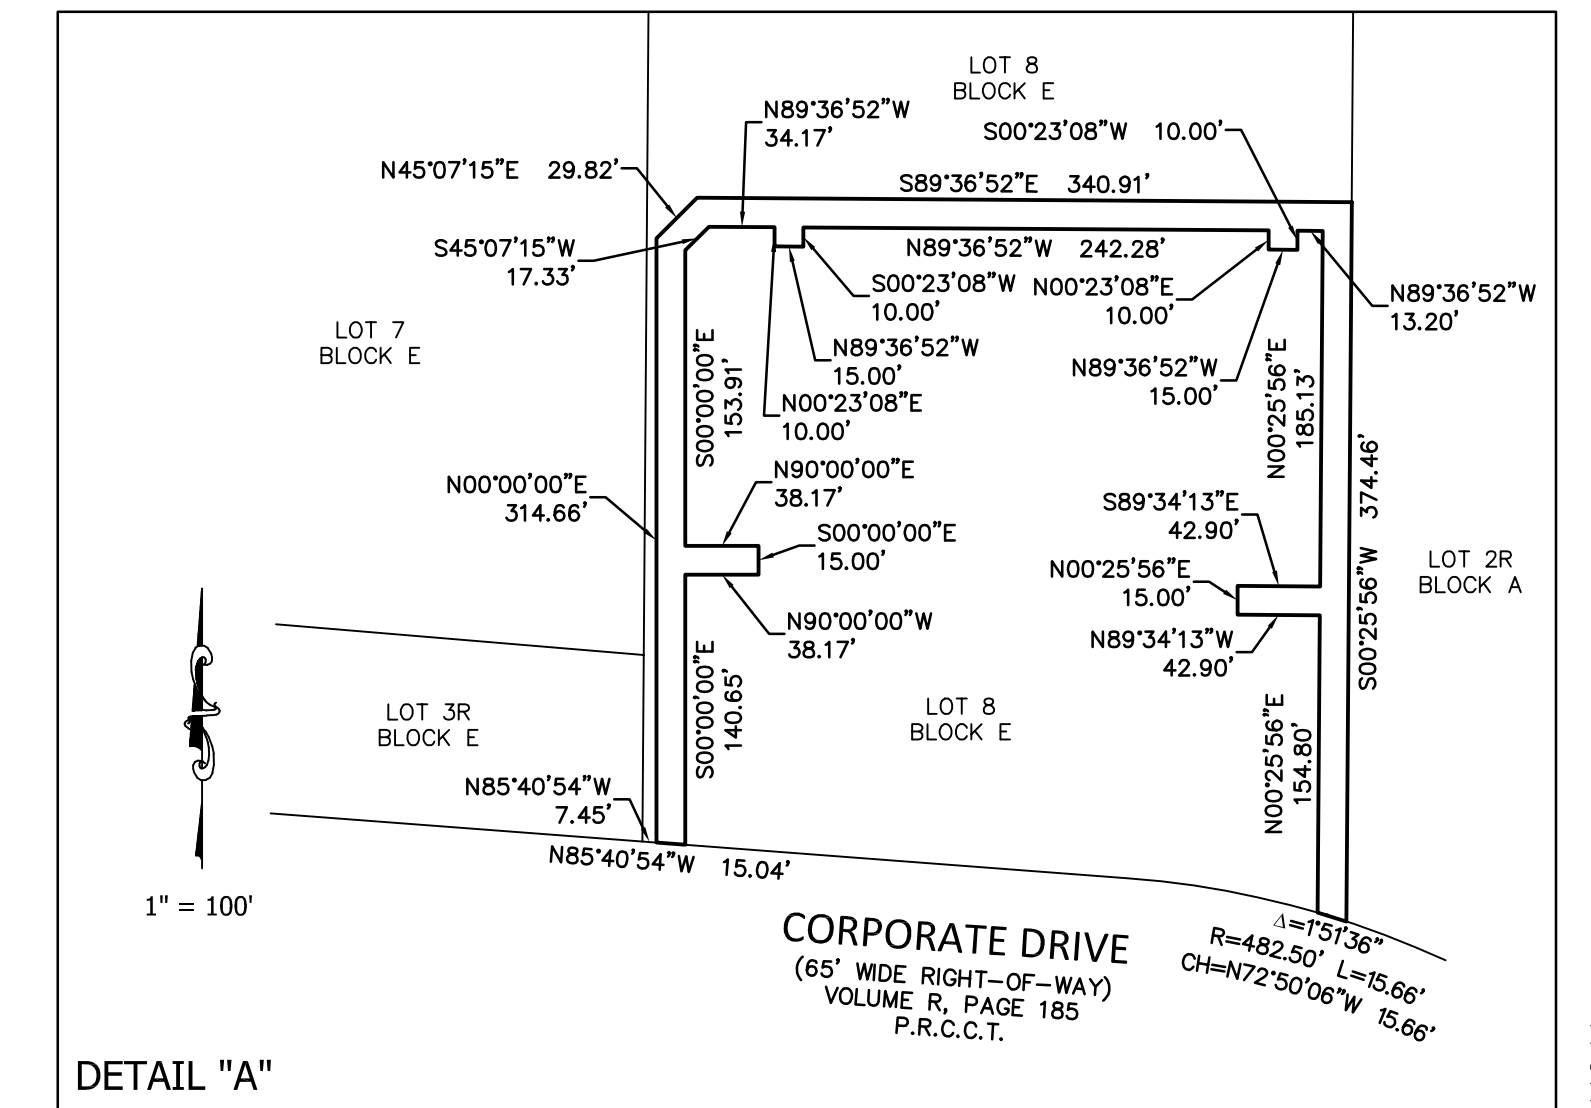 LOT 8
BLOCK E
N89°36'52"W
34.17'
S00°23'08"W 10.00'
N45°07'15"E 29.82'
S89°36'52"E 340.91'
S45°07'15"W
17.33'
N89°36'52"W 242.28'
S00°23'08"W
10.00'
N00°23'08"E
10.00'
N89°36'52"W
13.20'
LOT 7
BLOCK E
N89°36'52"W
15.00'
N89°36'52"W
15.00'
N00°23'08"E
10.00'
S00°00'00"E
153.91'
N00°25'56"E
185.13'
N00°00'00"E
314.66'
N90°00'00"E
38.17'
S00°00'00"E
15.00'
S89°34'13"E
42.90'
S00°25'56"W 374.46'
N00°25'56"E
15.00'
LOT 2R
BLOCK A
N90°00'00"W
38.17'
N89°34'13"W
42.90'
LOT 3R
BLOCK E
S00°00'00"E
140.65'
LOT 8
BLOCK E
N00°25'56"E
154.80'
N85°40'54"W
7.45'
N85°40'54"W 15.04'
1" = 100'
CORPORATE DRIVE
(65' WIDE RIGHT-OF-WAY)
VOLUME R, PAGE 185
P.R.C.C.T.
Δ=1°51'36"
R=482.50' L=15.66'
CH=N72°50'06"W 15.66'
DETAIL "A"